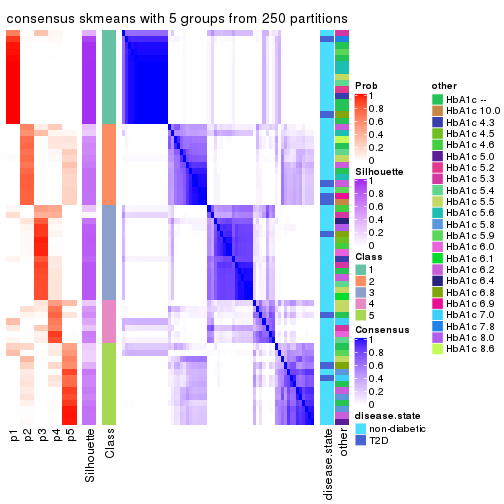 consensus skmeans with 5 groups from 250 partitions
Prob
1
0.8
0.6
0.4
0.2
0
Silhouette
1
0.8
0.6
0.4
0.2
0
Class
1
2
3
4
5
Consensus
1
0.8
0.6
0.4
0.2
0
disease.state
non-diabetic
T2D
other
HbA1c --
HbA1c 10.0
HbA1c 4.3
HbA1c 4.5
HbA1c 4.6
HbA1c 5.0
HbA1c 5.2
HbA1c 5.3
HbA1c 5.4
HbA1c 5.5
HbA1c 5.6
HbA1c 5.8
HbA1c 5.9
HbA1c 6.0
HbA1c 6.1
HbA1c 6.2
HbA1c 6.4
HbA1c 6.8
HbA1c 6.9
HbA1c 7.0
HbA1c 7.8
HbA1c 8.0
HbA1c 8.6
p1
p2
p3
p4
p5
Silhouette
Class
disease.state
other